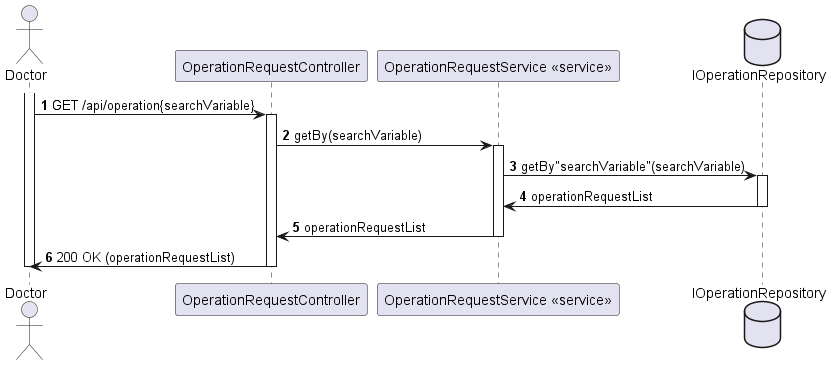 Doctor
OperationRequestController
OperationRequestService «service»
IOperationRepository
1 GET /api/operation{searchVariable}
2 getBy(searchVariable)
3 getBy"searchVariable"(searchVariable)
4 operationRequestList
5 operationRequestList
6 200 OK (operationRequestList)
Doctor
OperationRequestController
OperationRequestService «service»
IOperationRepository